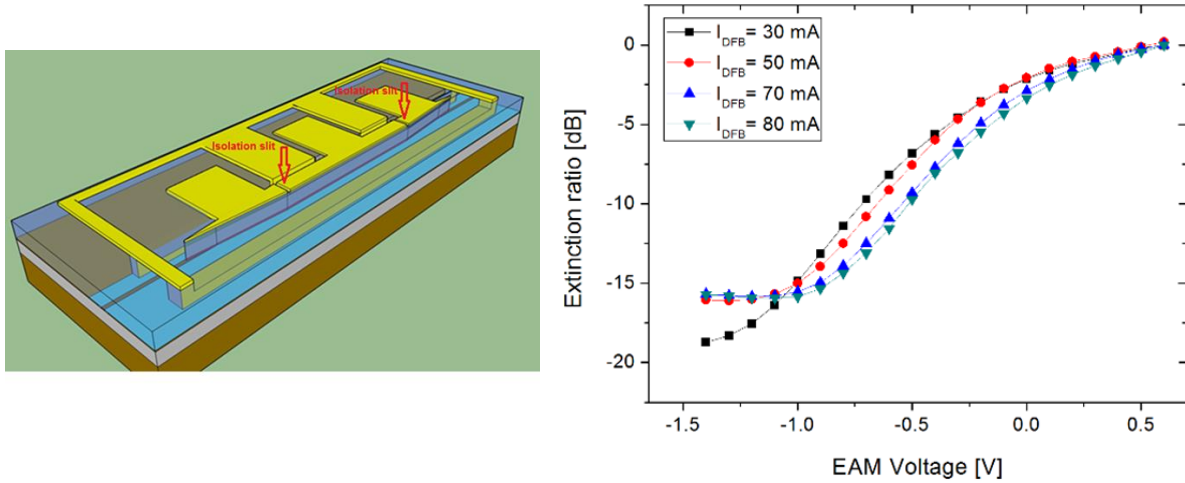 Isolation slit
Isolation slit
I_DFB = 30 mA
I_DFB = 50 mA
I_DFB = 70 mA
I_DFB = 80 mA
0
-5
-10
-15
-20
Extinction ratio [dB]
-1.5 -1.0 -0.5 0.0 0.5
EAM Voltage [V]